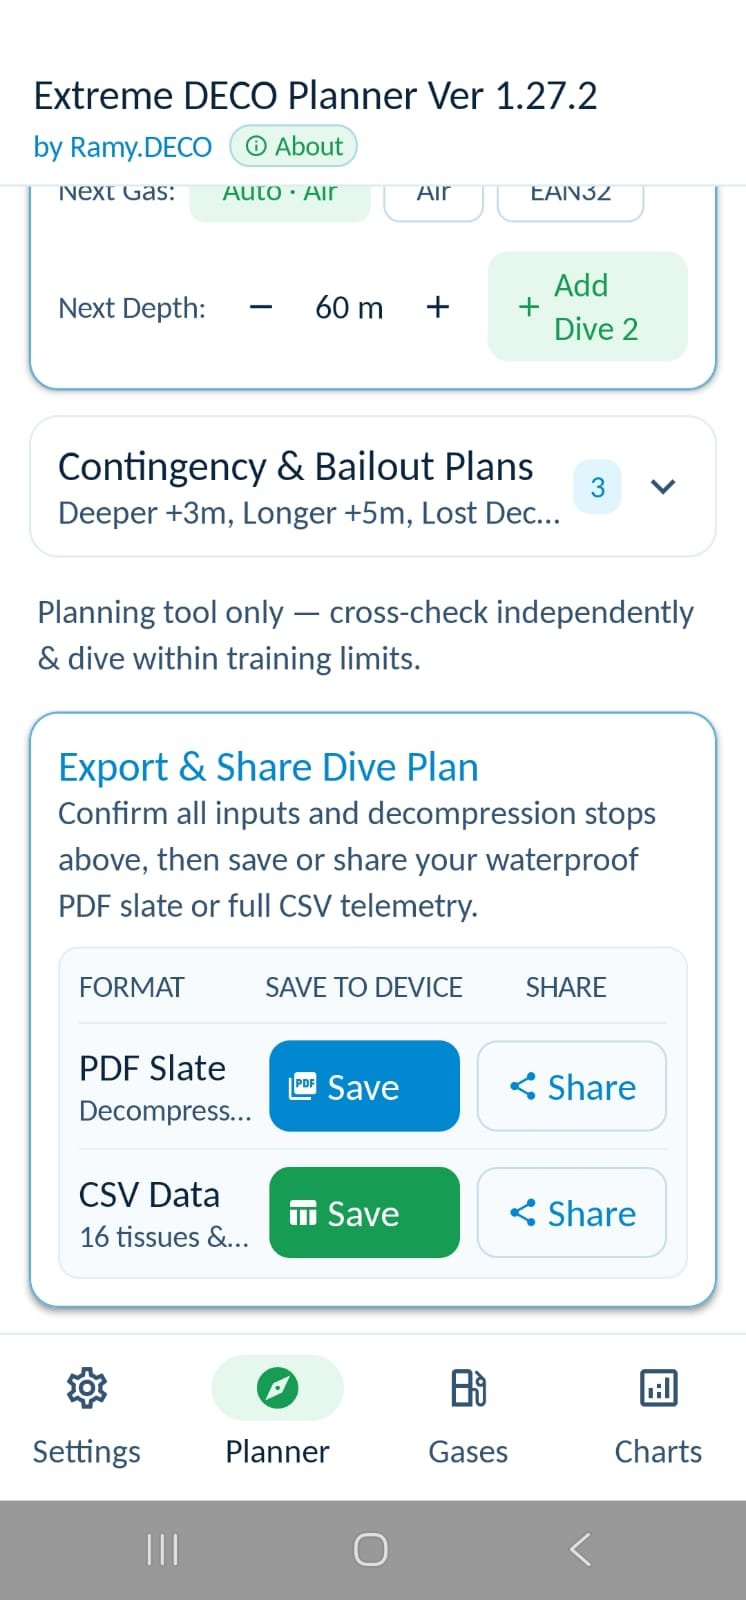 Extreme DECO Planner Ver 1.27.2
by Ramy.DECO About
Next Gas: Auto · Air Air EAN32
Next Depth: − 60 m + + Add Dive 2
Contingency & Bailout Plans 3
Deeper +3m, Longer +5m, Lost Dec...
Planning tool only — cross-check independently
& dive within training limits.
Export & Share Dive Plan
Confirm all inputs and decompression stops
above, then save or share your waterproof
PDF slate or full CSV telemetry.
FORMAT SAVE TO DEVICE SHARE
PDF Slate
Decompress...
PDF Save Share
CSV Data
16 tissues &...
Save Share
Settings Planner Gases Charts